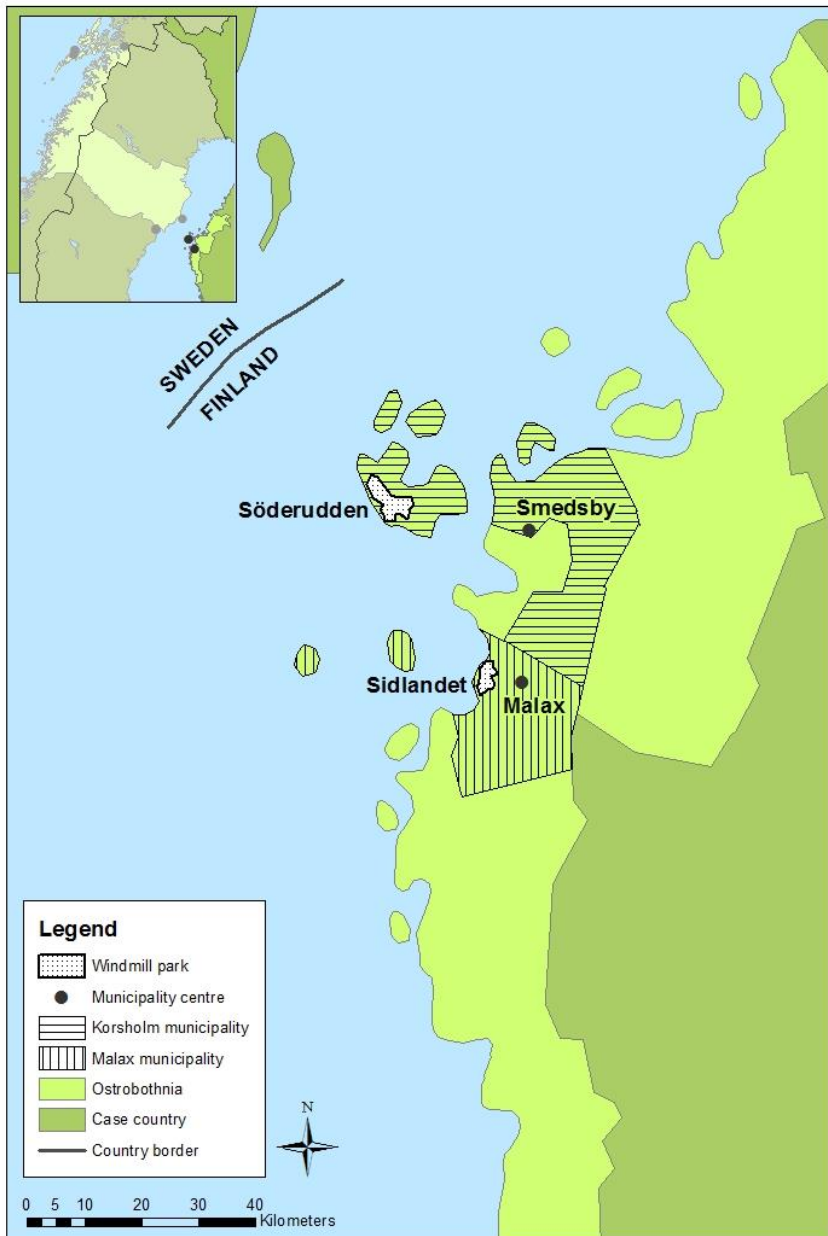 SWEDEN
FINLAND
Söderudden
Smedsby
Sidlandet
Malax
Legend
Windmill park
Municipality centre
Korsholm municipality
Malax municipality
Ostrobothnia
Case country
Country border
N
0 5 10 20 30 40
Kilometers